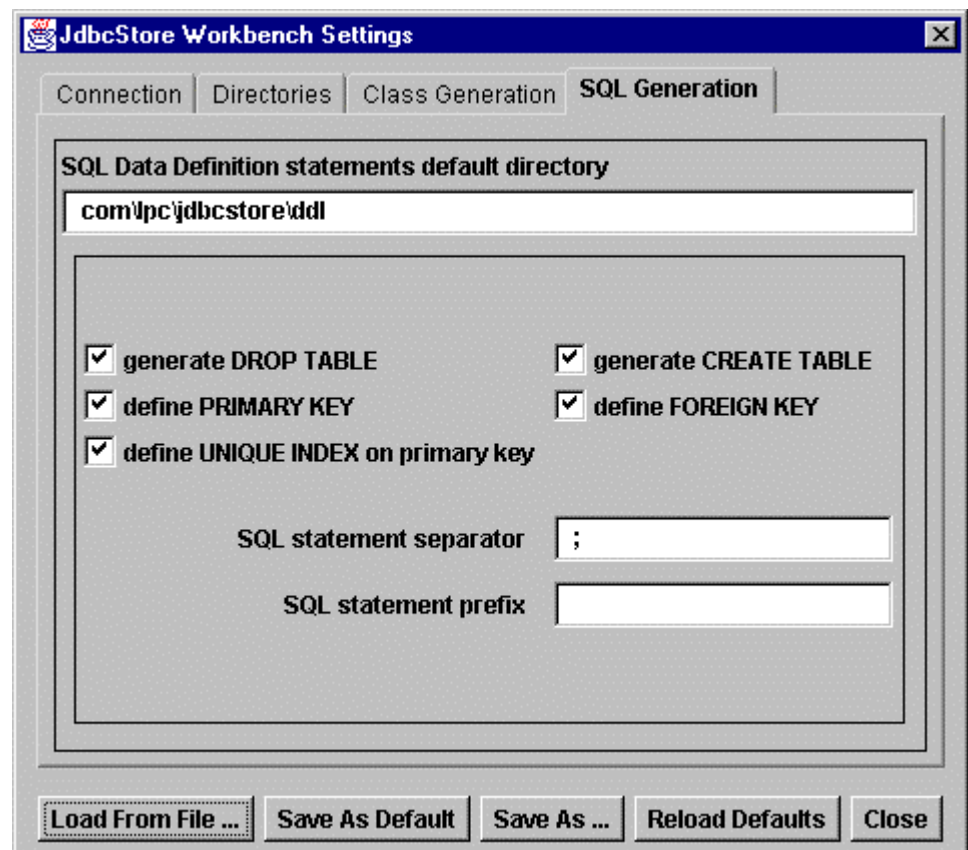 JdbcStore Workbench Settings
Connection Directories Class Generation SQL Generation
SQL Data Definition statements default directory
com\lpc\jdbcstore\ddl
generate DROP TABLE generate CREATE TABLE
define PRIMARY KEY define FOREIGN KEY
define UNIQUE INDEX on primary key
SQL statement separator ;
SQL statement prefix
Load From File ... Save As Default Save As ... Reload Defaults Close